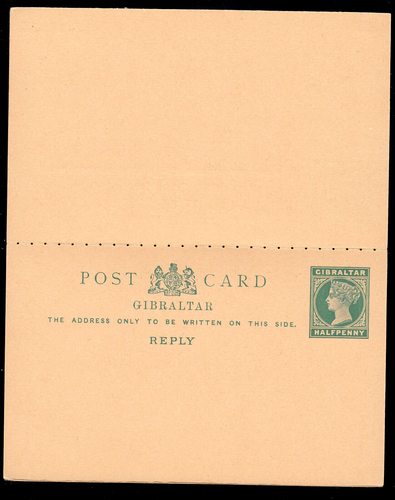 POST CARD
GIBRALTAR
THE ADDRESS ONLY TO BE WRITTEN ON THIS SIDE.
REPLY
GIBRALTAR
HALFPENNY